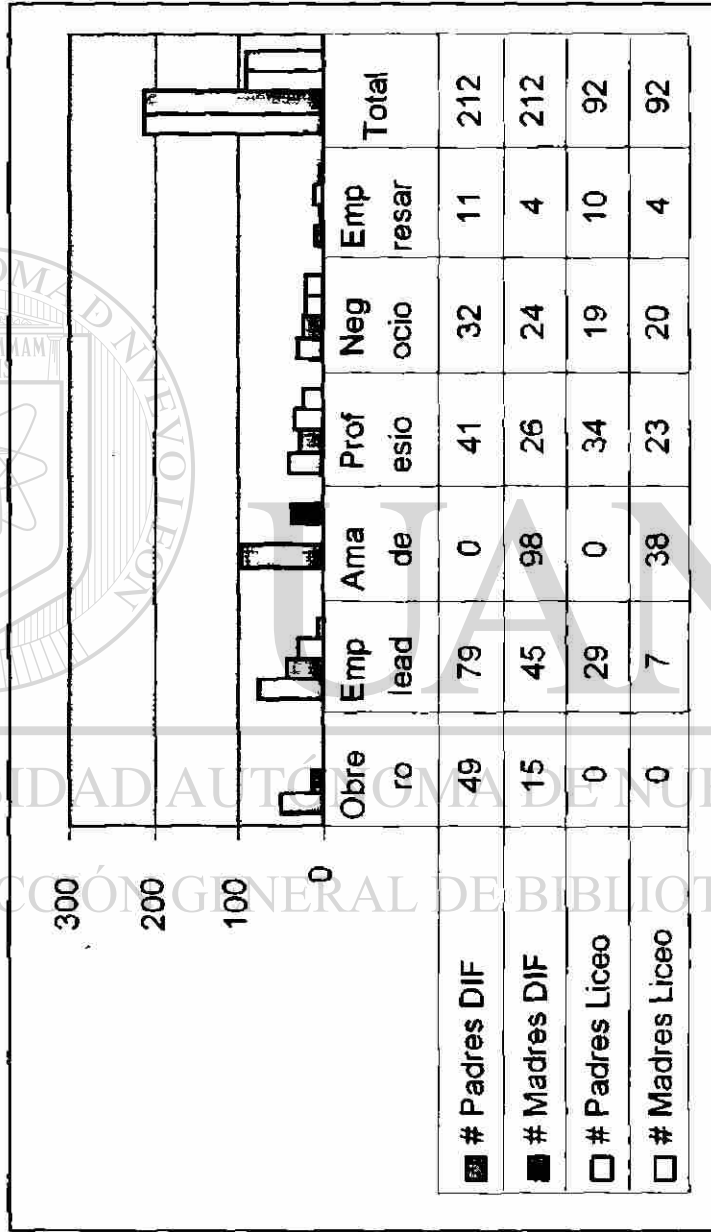 300
200
100
0
Obre Emp Ama Prof Neg Emp Total
ro lead de esio ocio resar
# Padres DIF 49 79 0 41 32 11 212
# Madres DIF 15 45 98 26 24 4 212
# Padres Liceo 0 29 0 34 19 10 92
# Madres Liceo 0 7 38 23 20 4 92
UAN
IDAD AUTÓNOMA DE NU
CCIÓN GENERAL DE BIBLIOT